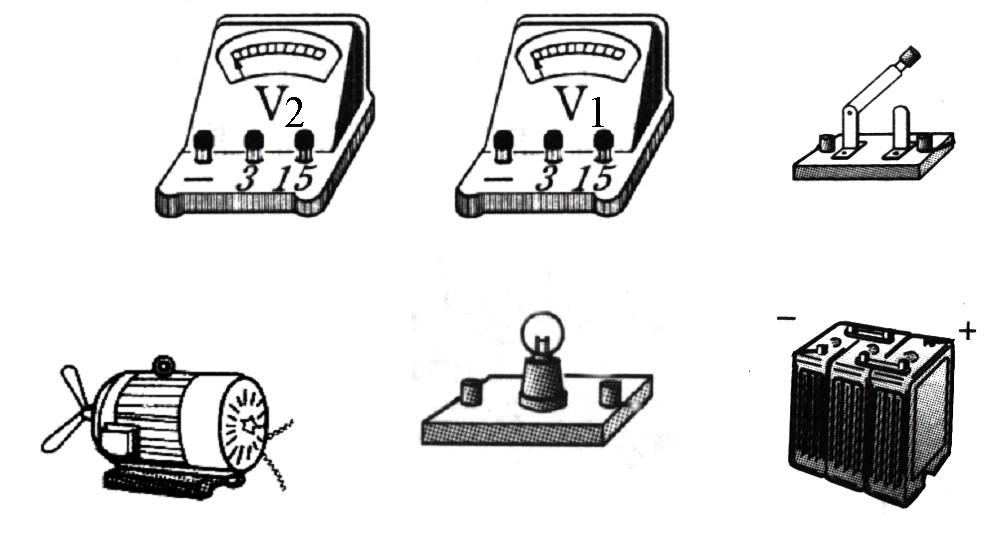 V2
V1
— 3 15
— 3 15
— +